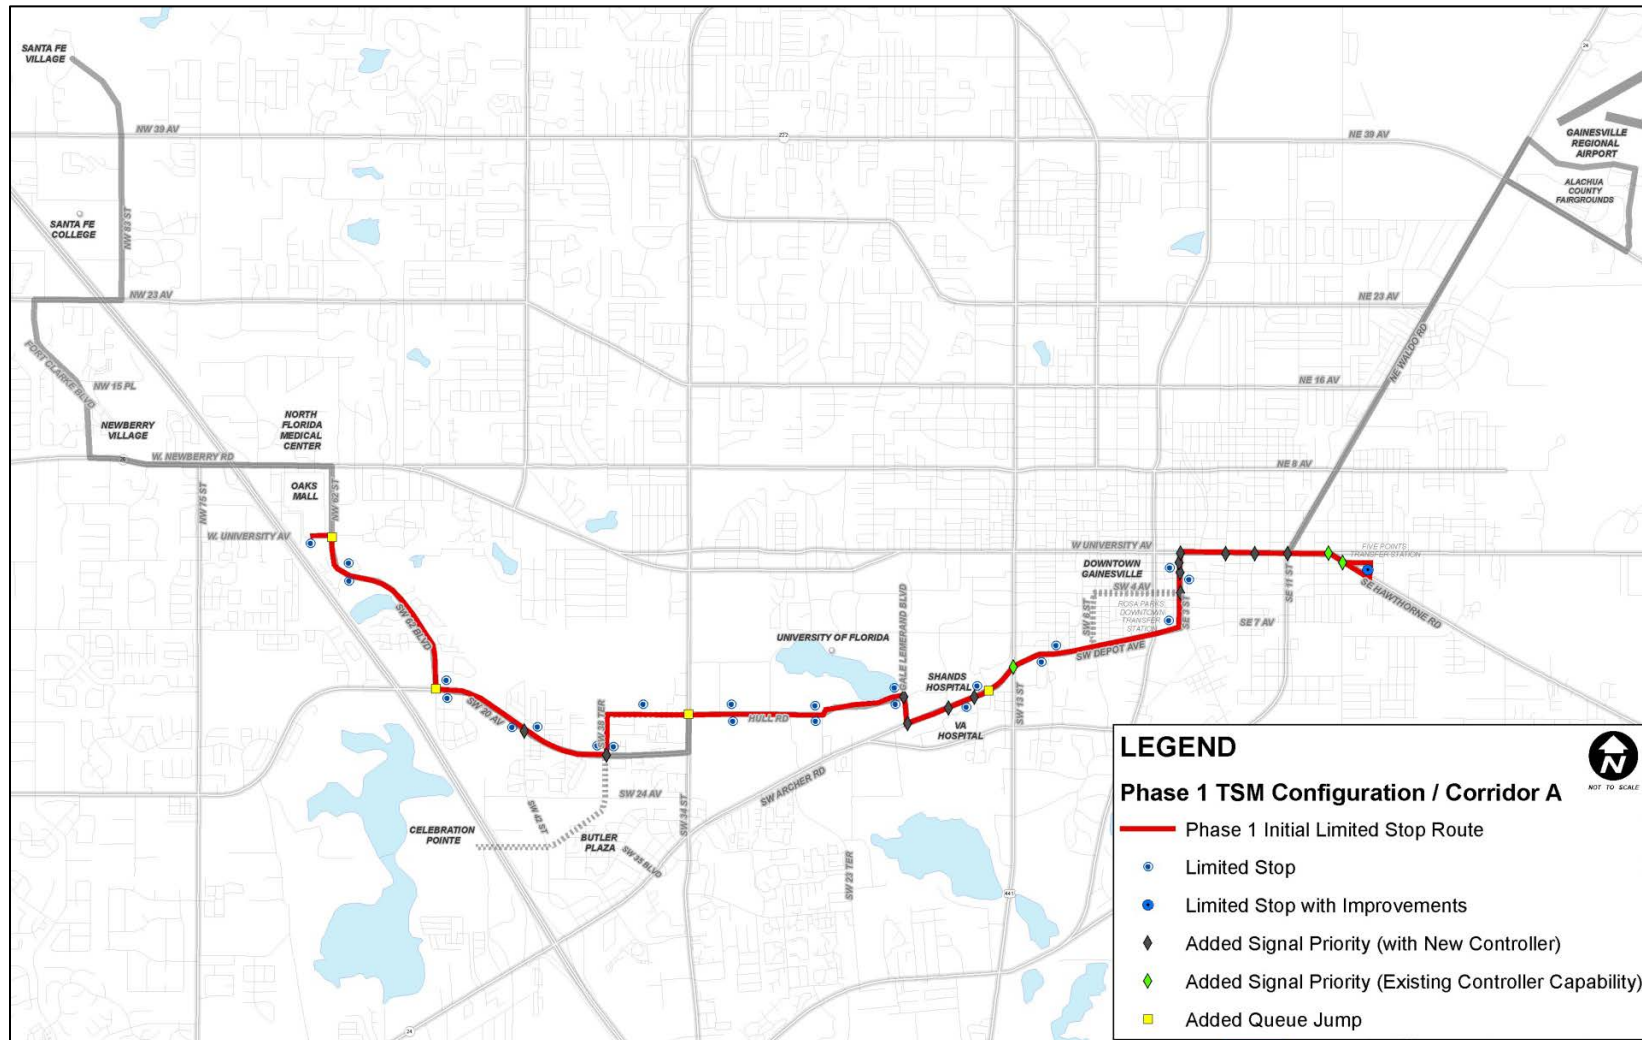 SANTA FE
VILLAGE
NW 39 AV
NE 39 AV
24
GAINESVILLE
REGIONAL
AIRPORT
ALACHUA
COUNTY
FAIRGROUNDS
SANTA FE
COLLEGE
NW 83 ST
NW 23 AV
NE 23 AV
FORT CLARKE BLVD
NW 15 PL
NE 16 AV
NE WALDO RD
NEWBERRY
VILLAGE
NORTH
FLORIDA
MEDICAL
CENTER
W. NEWBERRY RD
NE 8 AV
OAKS
MALL
NW 75 ST
NW 62 ST
W. UNIVERSITY AV
W UNIVERSITY AV
FIVE POINTS
TRANSFER STATION
DOWNTOWN
GAINESVILLE
SW 4 AV
SE 11 ST
SE HAWTHORNE RD
ROSA PARKS
DOWNTOWN
TRANSFER
STATION
SW 6 ST
SE 3 ST
SE 7 AV
SW 62 BLVD
UNIVERSITY OF FLORIDA
GALE LEMERAND BLVD
SW DEPOT AVE
SHANDS
HOSPITAL
SW 13 ST
SW 20 AV
SW 38 TER
HULL RD
VA
HOSPITAL
SW ARCHER RD
SW 24 AV
SW 34 ST
SW 42 ST
CELEBRATION
POINTE
BUTLER
PLAZA
SW 35 BLVD
SW 23 TER
441
24
LEGEND
N
NOT TO SCALE
Phase 1 TSM Configuration / Corridor A
Phase 1 Initial Limited Stop Route
Limited Stop
Limited Stop with Improvements
Added Signal Priority (with New Controller)
Added Signal Priority (Existing Controller Capability)
Added Queue Jump